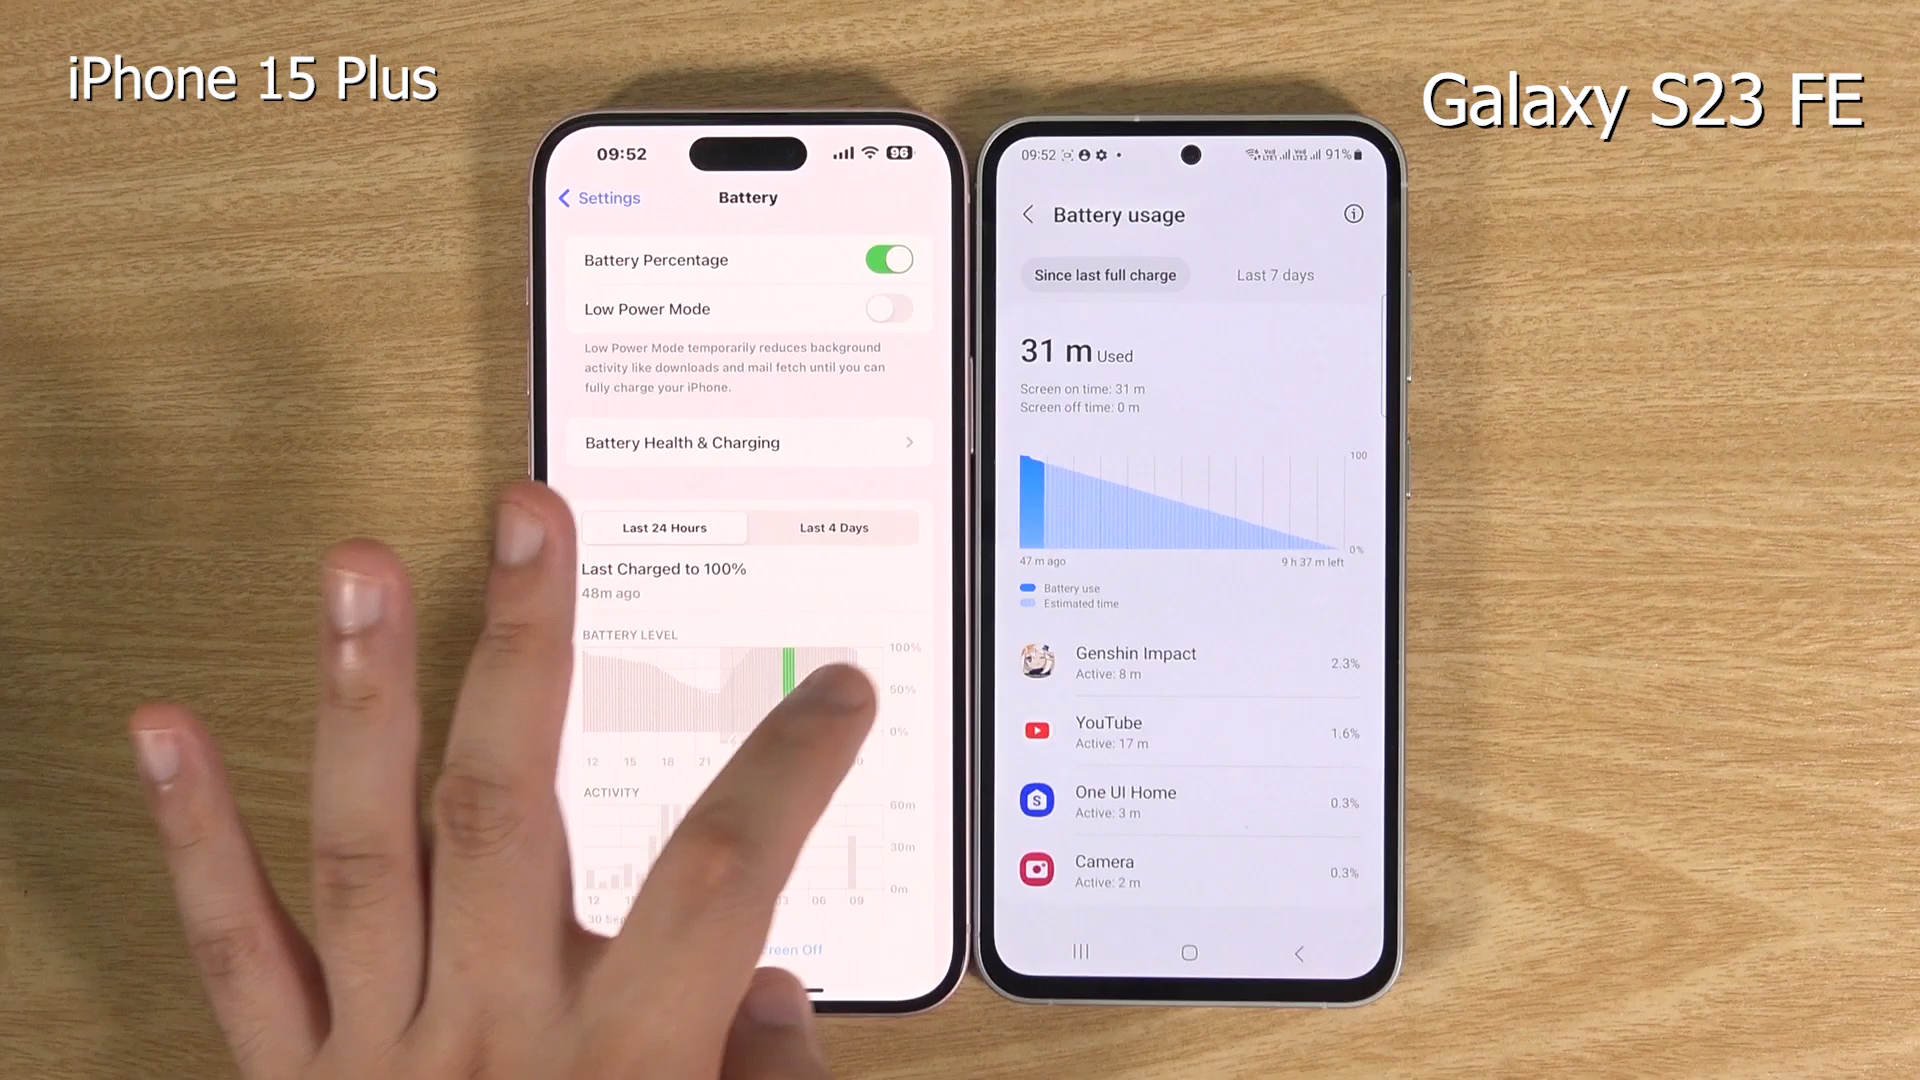 iPhone 15 Plus
Galaxy S23 FE
09:52
96
Settings
Battery
Battery Percentage
Low Power Mode
Low Power Mode temporarily reduces background
activity like downloads and mail fetch until you can
fully charge your iPhone.
Battery Health & Charging
Last 24 Hours
Last 4 Days
Last Charged to 100%
48m ago
BATTERY LEVEL
100%
50%
0%
12 15 18 21
ACTIVITY
60m
30m
0m
12
06 09
30
Off
09:52
91%
Battery usage
Since last full charge
Last 7 days
31 m Used
Screen on time: 31 m
Screen off time: 0 m
100
0%
47 m ago
9 h 37 m left
Battery use
Estimated time
Genshin Impact
Active: 8 m
2.3%
YouTube
Active: 17 m
1.6%
One UI Home
Active: 3 m
0.3%
Camera
Active: 2 m
0.3%